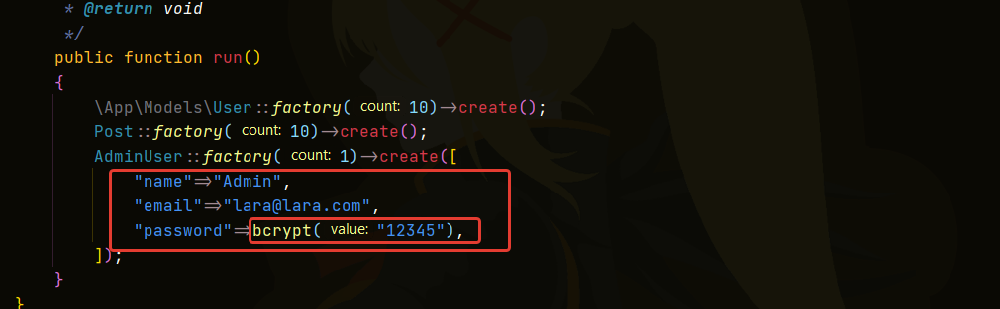 * @return void
*/
public function run()
{
\App\Models\User::factory( count: 10)->create();
Post::factory( count: 10)->create();
AdminUser::factory( count: 1)->create([
"name"=>"Admin",
"email"=>"lara@lara.com",
"password"=>bcrypt( value: "12345"),
]);
}
}